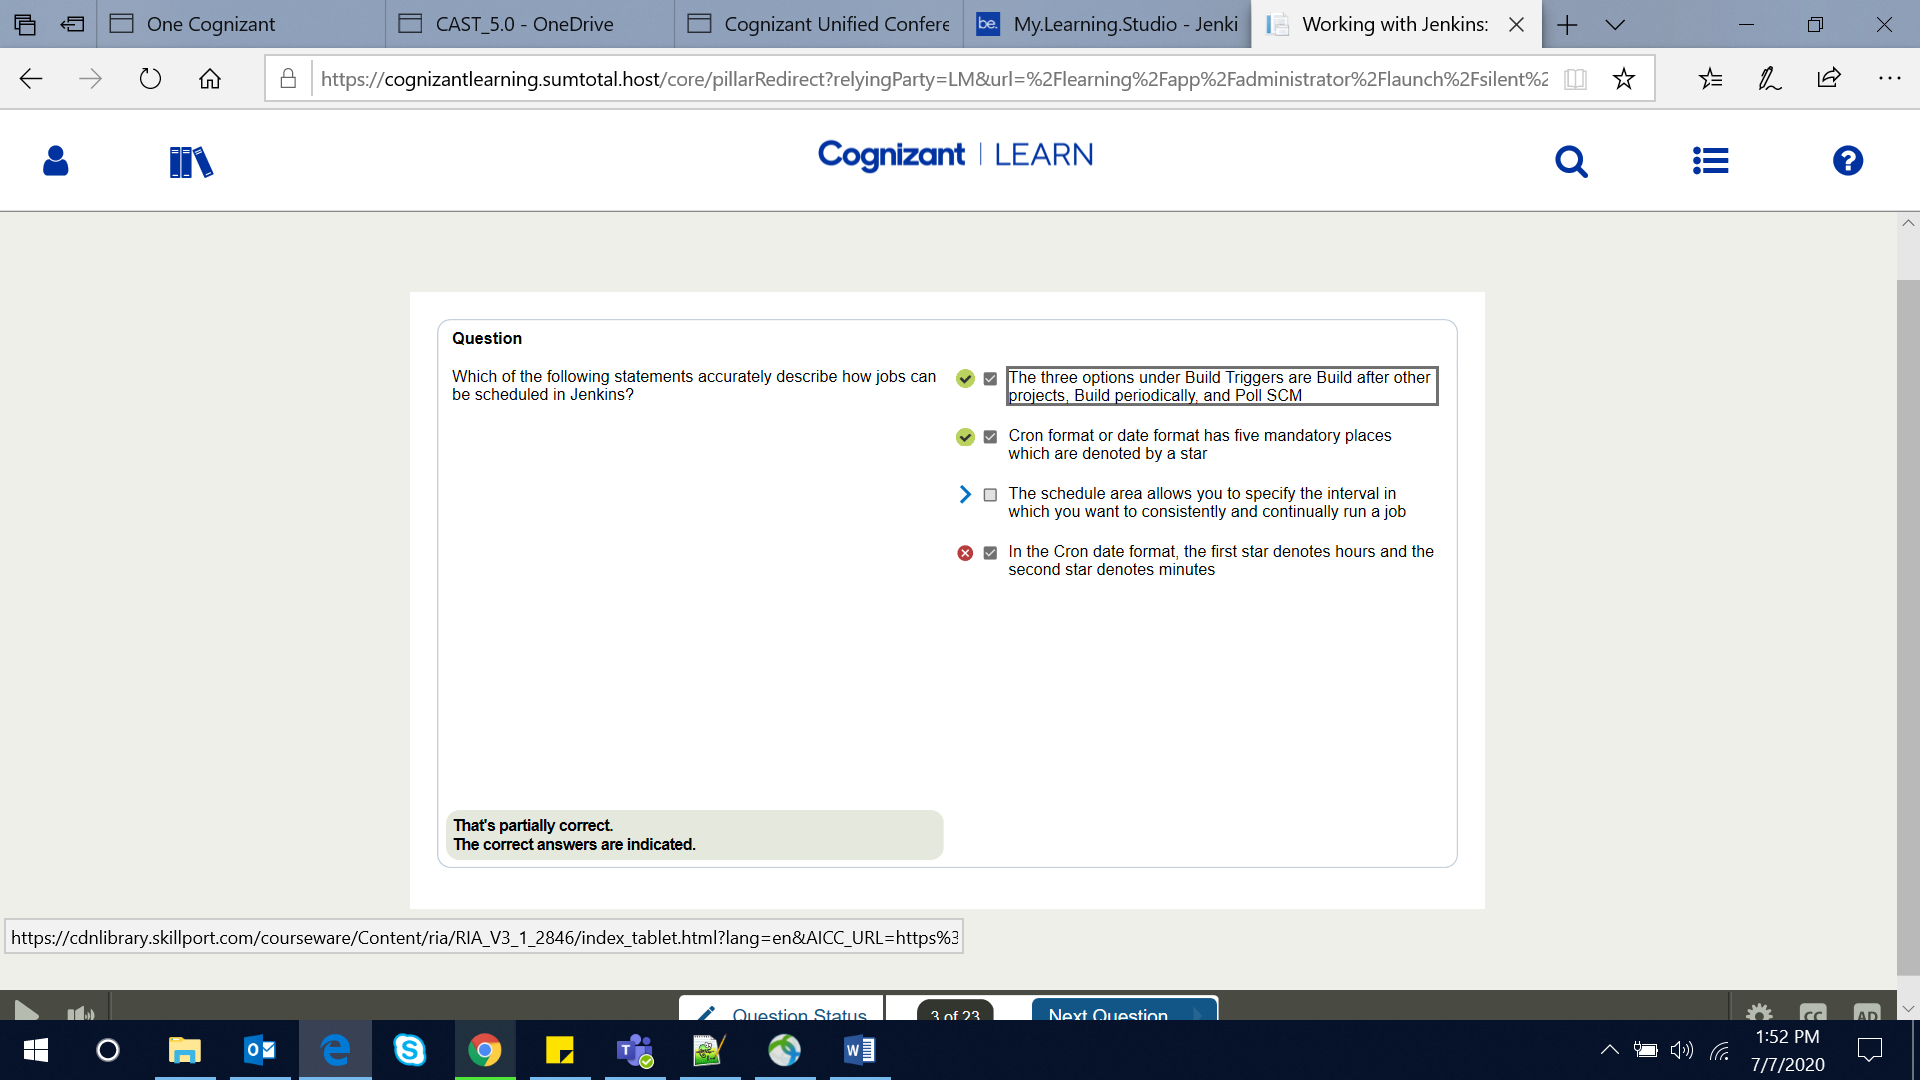 One Cognizant
CAST_5.0 - OneDrive
Cognizant Unified Confere
be.
My.Learning.Studio - Jenki
Working with Jenkins:
https://cognizantlearning.sumtotal.host/core/pillarRedirect?relyingParty=LM&url=%2Flearning%2Fapp%2Fadministrator%2Flaunch%2Fsilent%2
Cognizant | LEARN
?
Question
Which of the following statements accurately describe how jobs can
be scheduled in Jenkins?
The three options under Build Triggers are Build after other
projects, Build periodically, and Poll SCM
Cron format or date format has five mandatory places
which are denoted by a star
The schedule area allows you to specify the interval in
which you want to consistently and continually run a job
In the Cron date format, the first star denotes hours and the
second star denotes minutes
That's partially correct.
The correct answers are indicated.
https://cdnlibrary.skillport.com/courseware/Content/ria/RIA_V3_1_2846/index_tablet.html?lang=en&AICC_URL=https%3
Question Status
3 of 23
Next Question
CC
AD
1:52 PM
7/7/2020